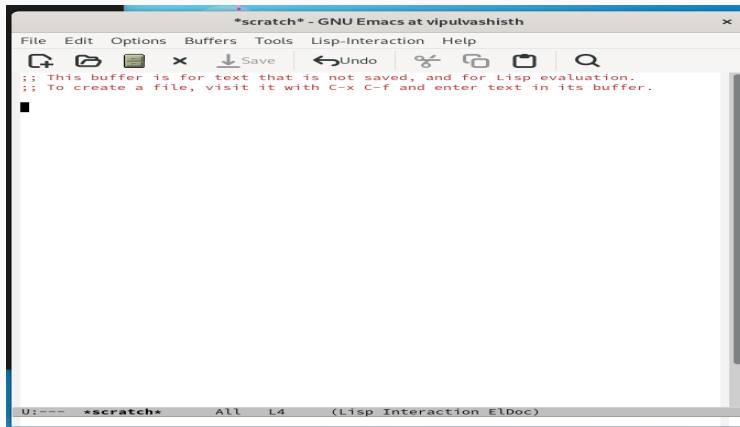 *scratch* - GNU Emacs at vipulvashisth
File Edit Options Buffers Tools Lisp-Interaction Help
Save Undo
;; This buffer is for text that is not saved, and for Lisp evaluation.
;; To create a file, visit it with C-x C-f and enter text in its buffer.
U:--- *scratch* All L4 (Lisp Interaction ElDoc)